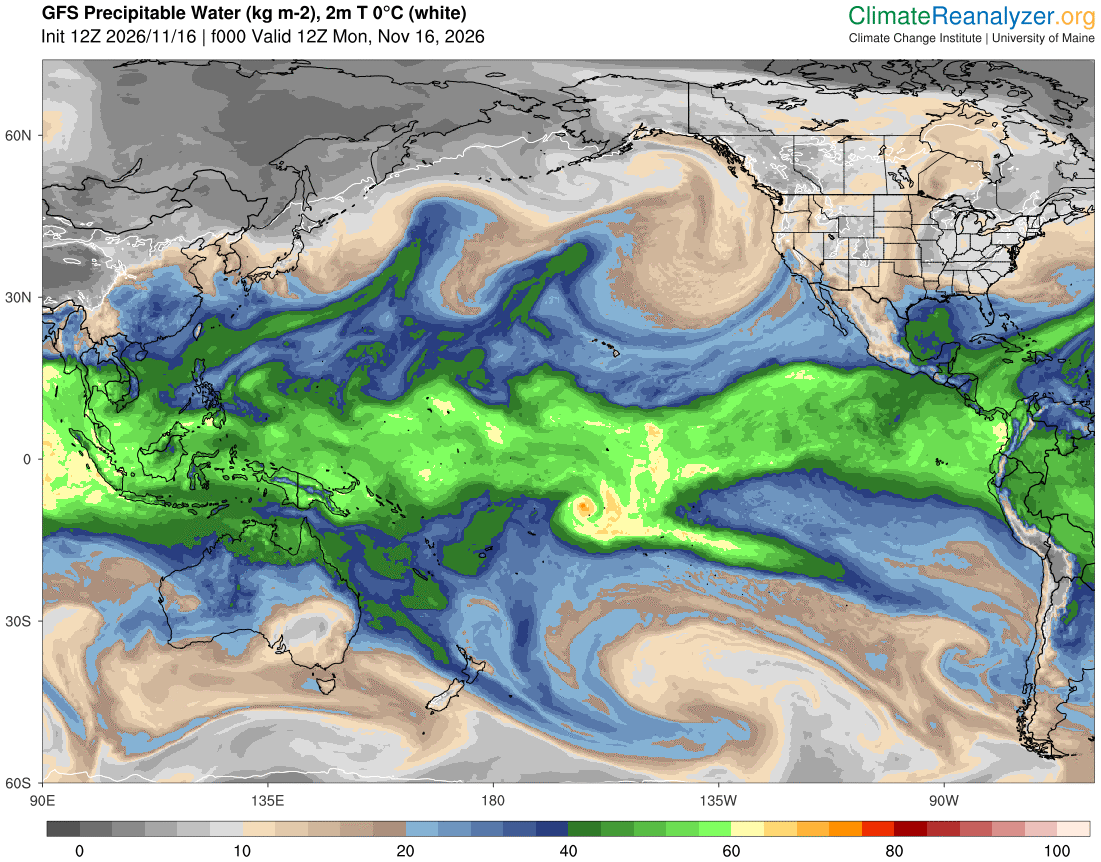 GFS Precipitable Water (kg m-2), 2m T 0°C (white)
Init 12Z 2026/11/16 | f000 Valid 12Z Mon, Nov 16, 2026
ClimateReanalyzer.org
Climate Change Institute | University of Maine
60N
30N
0
30S
60S
90E 135E 180 135W 90W
0 10 20 40 60 80 100